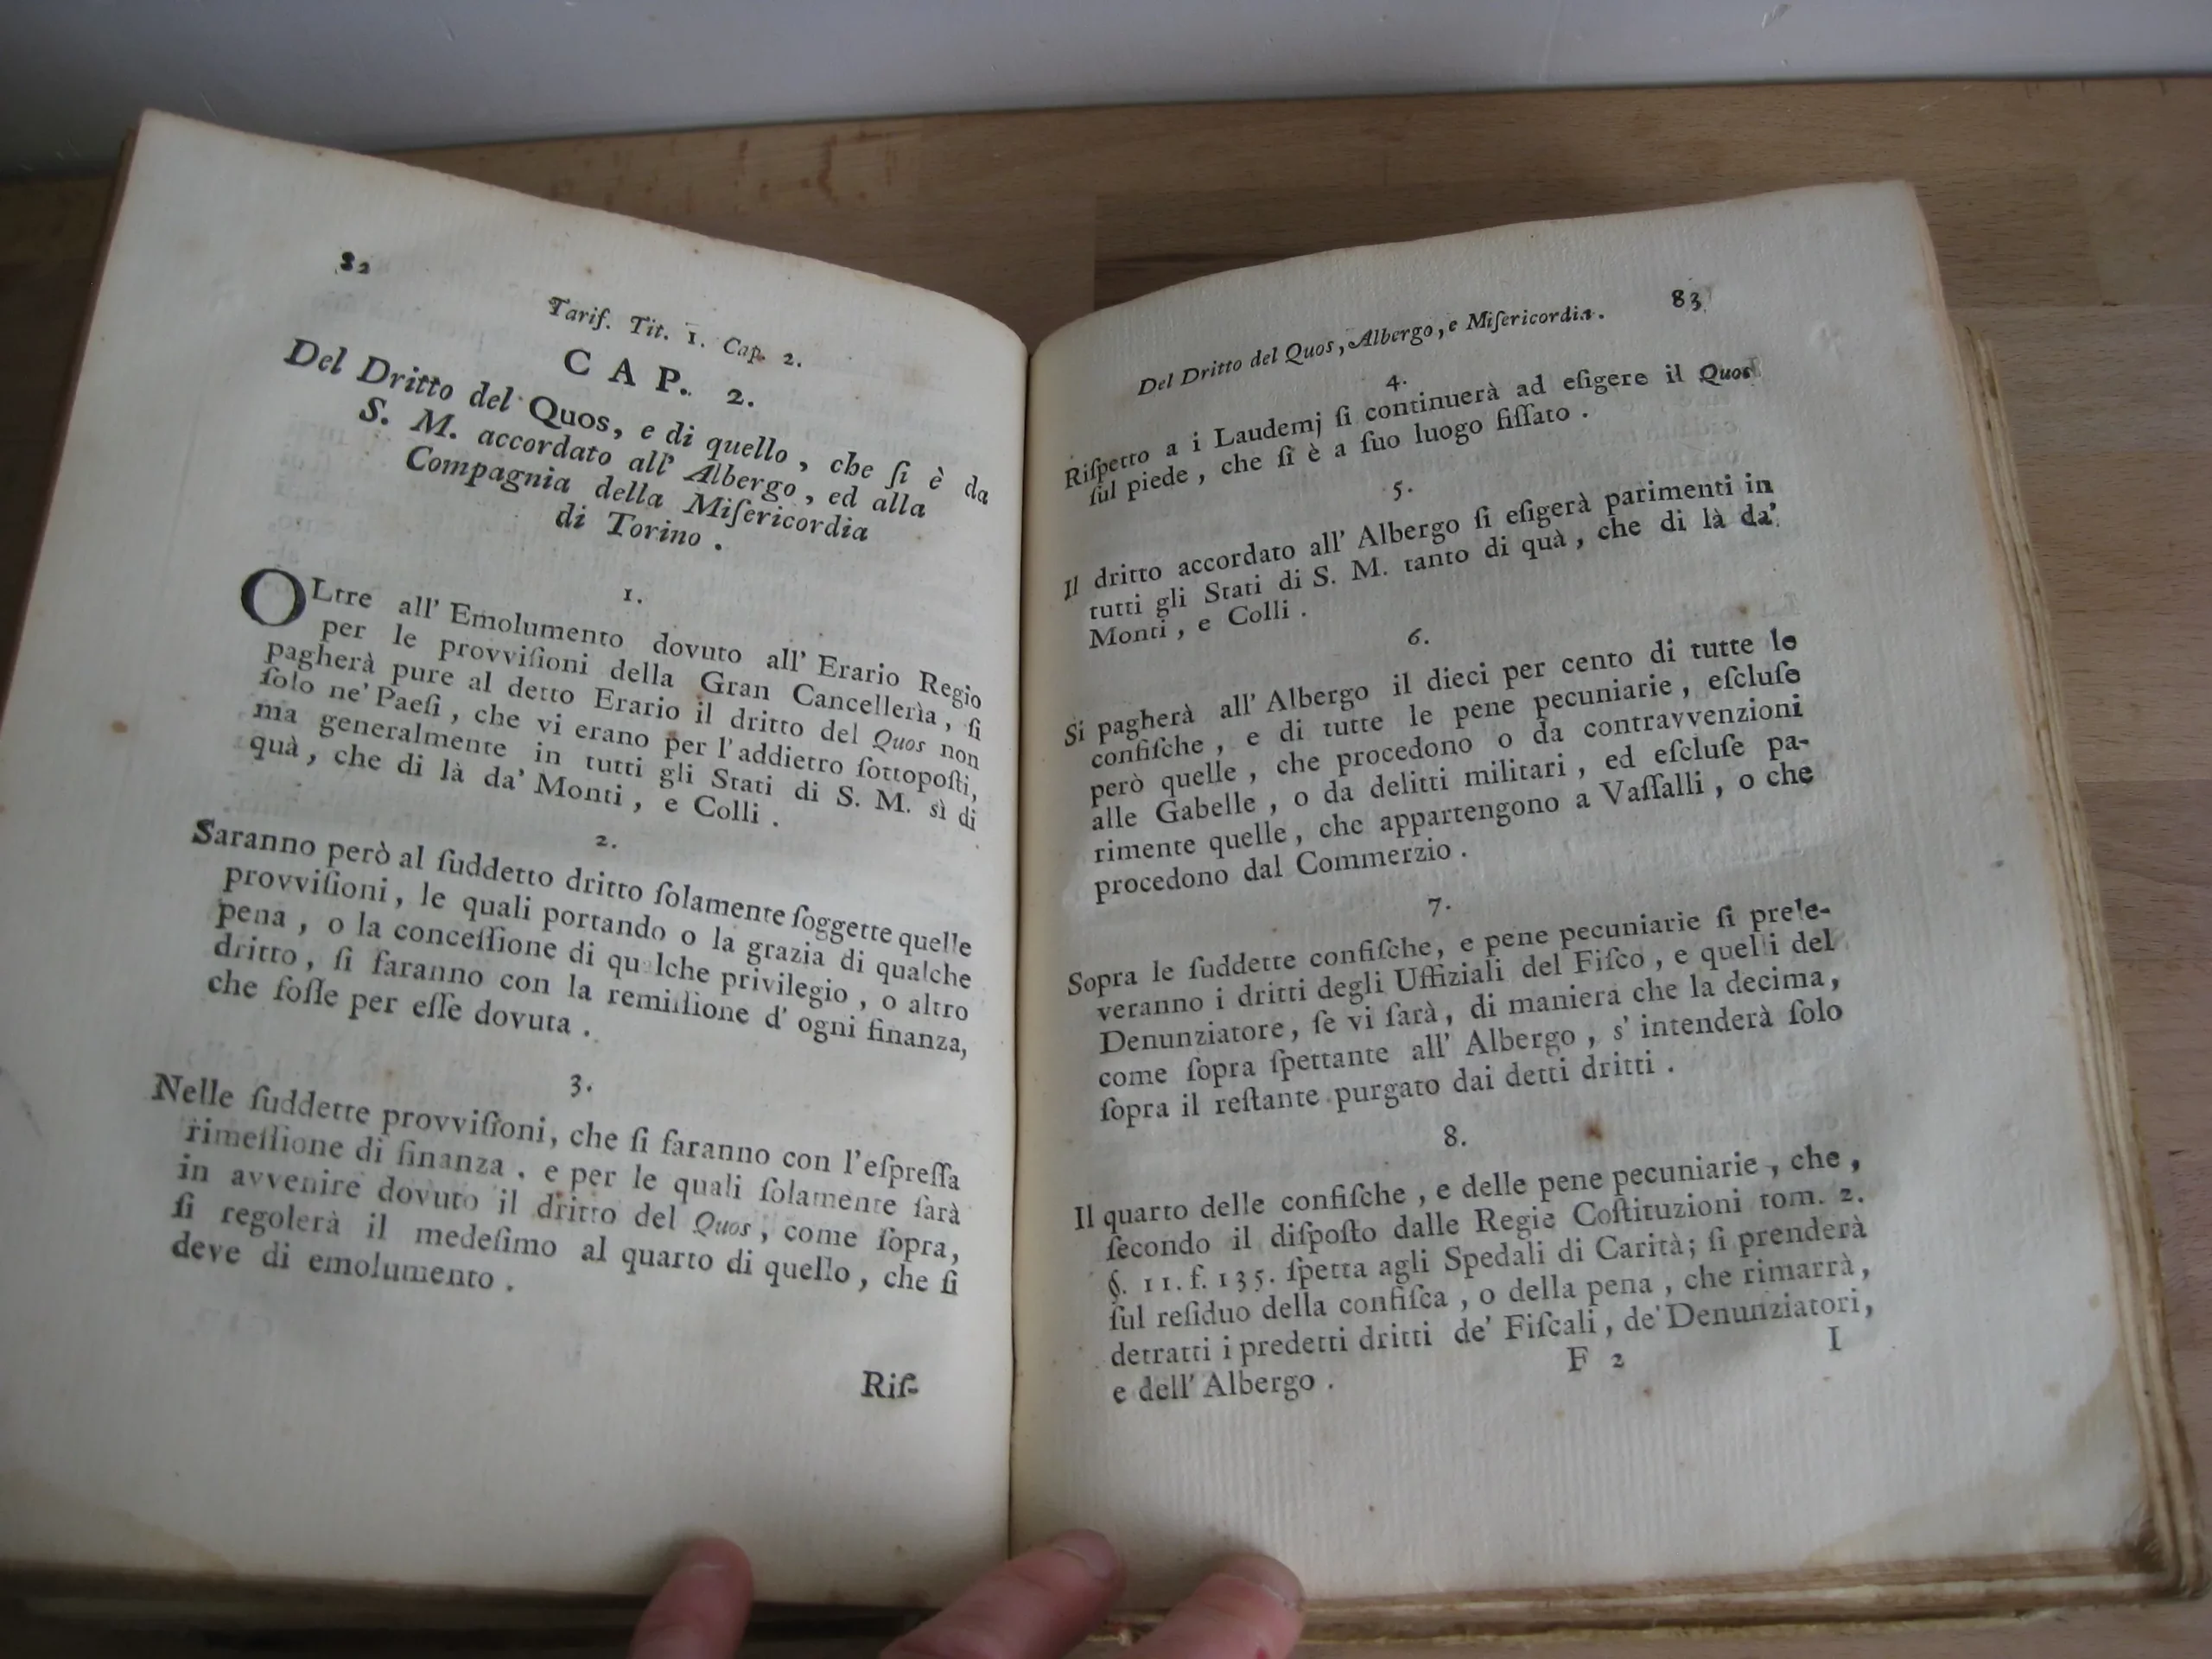 82
Tarif. Tit. 1. Cap. 2.
CAP. 2.
Del Dritto del Quos, e di quello, che ſi è da
S. M. accordato all' Albergo, ed alla
Compagnia della Miſericordia
di Torino.
1.
OLtre all' Emolumento dovuto all' Erario Regio
per le provviſioni della Gran Cancellerìa, ſi
pagherà pure al detto Erario il dritto del Quos non
ſolo ne' Paeſi, che vi erano per l'addietro ſottopoſti,
ma generalmente in tutti gli Stati di S. M. sì di
quà, che di là da' Monti, e Colli.
2.
Saranno però al ſuddetto dritto ſolamente ſoggette quelle
provviſioni, le quali portando o la grazia di qualche
pena, o la conceſſione di qualche privilegio, o altro
dritto, ſi faranno con la remiſſione d' ogni finanza,
che foſſe per eſſe dovuta.
3.
Nelle ſuddette provviſioni, che ſi faranno con l'eſpreſſa
rimeſſione di finanza, e per le quali ſolamente ſarà
in avvenire dovuto il dritto del Quos, come ſopra,
ſi regolerà il medeſimo al quarto di quello, che ſi
deve di emolumento.
Riſ-
Del Dritto del Quos, Albergo, e Miſericordia. 83
4.
Riſpetto a i Laudemj ſi continuerà ad eſigere il Quos
ſul piede, che ſi è a ſuo luogo fiſſato.
5.
Il dritto accordato all' Albergo ſi eſigerà parimenti in
tutti gli Stati di S. M. tanto di quà, che di là da'
Monti, e Colli.
6.
Si pagherà all' Albergo il dieci per cento di tutte le
confiſche, e di tutte le pene pecuniarie, eſcluſe
però quelle, che procedono o da contravvenzioni
alle Gabelle, o da delitti militari, ed eſcluſe pa-
rimente quelle, che appartengono a Vaſſalli, o che
procedono dal Commerzio.
7.
Sopra le ſuddette confiſche, e pene pecuniarie ſi prele-
veranno i dritti degli Uffiziali del Fiſco, e quelli del
Denunziatore, ſe vi ſarà, di maniera che la decima,
come ſopra ſpettante all' Albergo, s' intenderà ſolo
ſopra il reſtante purgato dai detti dritti.
8.
Il quarto delle confiſche, e delle pene pecuniarie, che,
ſecondo il diſpoſto dalle Regie Coſtituzioni tom. 2.
§. 11. f. 135. ſpetta agli Spedali di Carità; ſi prenderà
ſul reſiduo della confiſca, o della pena, che rimarrà,
detratti i predetti dritti de' Fiſcali, de' Denunziatori,
e dell' Albergo.
F 2 I